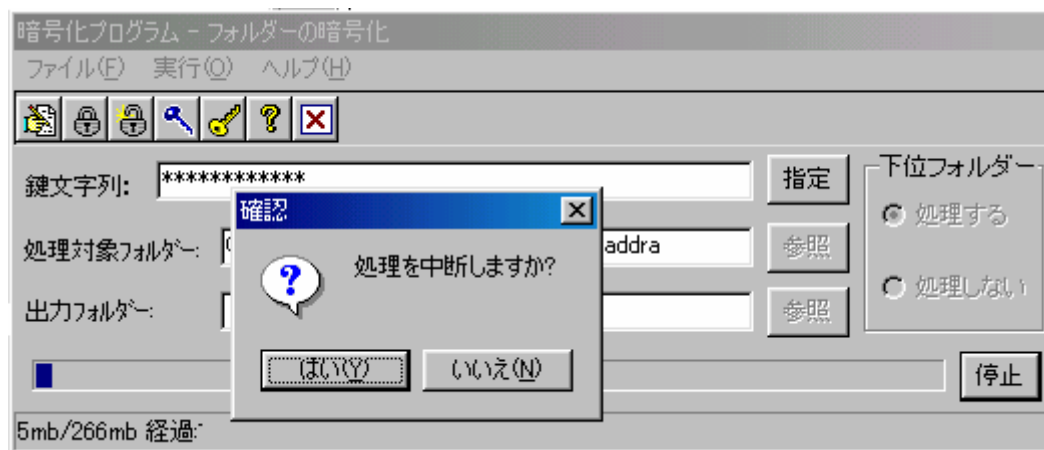 暗号化プログラム - フォルダーの暗号化
ファイル(F) 実行(O) ヘルプ(H)
鍵文字列: ************ 指定
下位フォルダー
処理する
処理しない
処理対象フォルダー: addra 参照
出力フォルダー: 参照
確認
処理を中断しますか?
はい(Y) いいえ(N)
停止
5mb/266mb 経過: